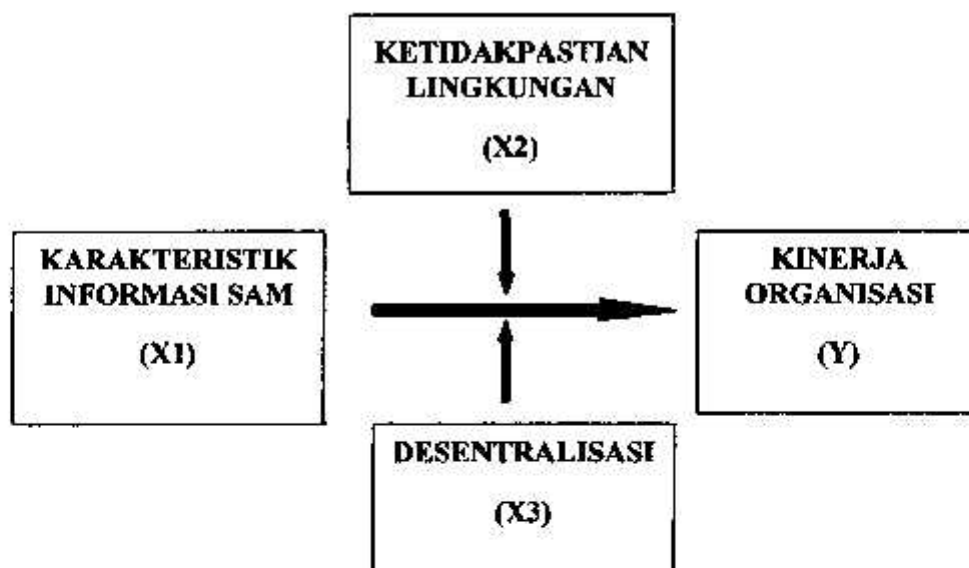 KETIDAKPASTIAN
LINGKUNGAN
(X2)
KARAKTERISTIK
INFORMASI SAM
(X1)
KINERJA
ORGANISASI
(Y)
DESENTRALISASI
(X3)